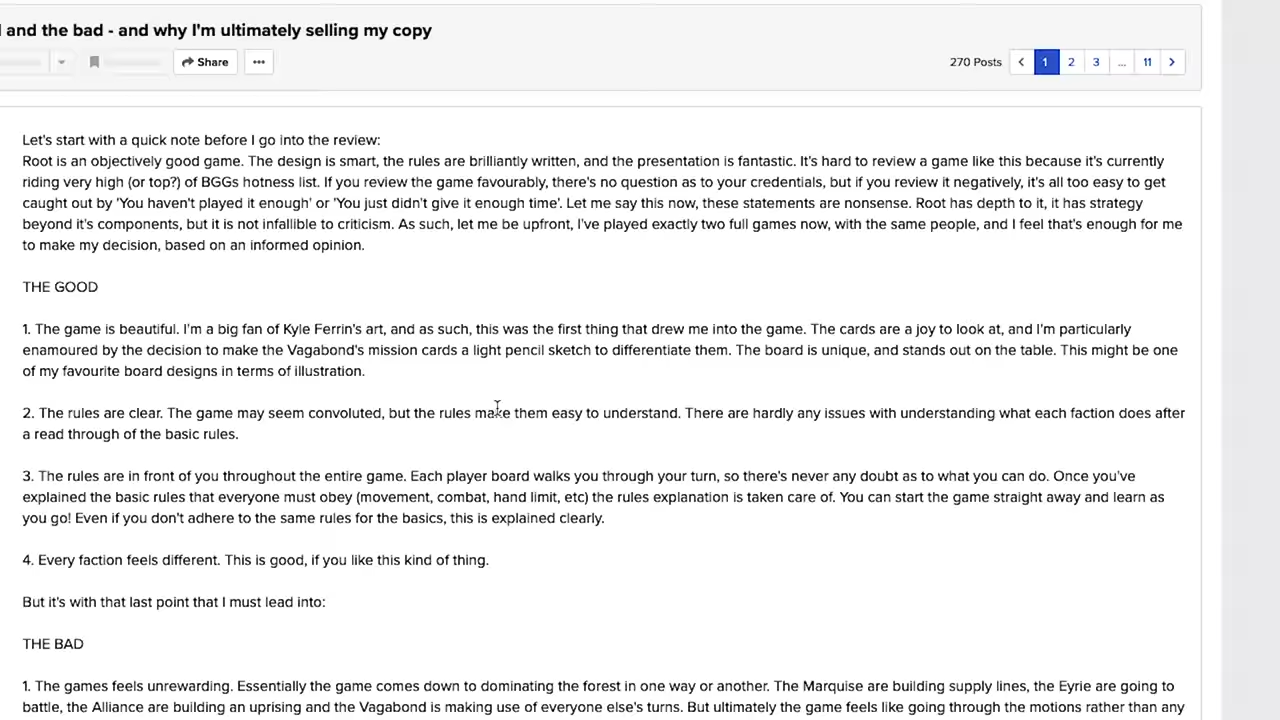 and the bad - and why I'm ultimately selling my copy
Share
270 Posts 1 2 3 ... 11
Let's start with a quick note before I go into the review:
Root is an objectively good game. The design is smart, the rules are brilliantly written, and the presentation is fantastic. It's hard to review a game like this because it's currently
riding very high (or top?) of BGGs hotness list. If you review the game favourably, there's no question as to your credentials, but if you review it negatively, it's all too easy to get
caught out by 'You haven't played it enough' or 'You just didn't give it enough time'. Let me say this now, these statements are nonsense. Root has depth to it, it has strategy
beyond it's components, but it is not infallible to criticism. As such, let me be upfront, I've played exactly two full games now, with the same people, and I feel that's enough for me
to make my decision, based on an informed opinion.
THE GOOD
1. The game is beautiful. I'm a big fan of Kyle Ferrin's art, and as such, this was the first thing that drew me into the game. The cards are a joy to look at, and I'm particularly
enamoured by the decision to make the Vagabond's mission cards a light pencil sketch to differentiate them. The board is unique, and stands out on the table. This might be one
of my favourite board designs in terms of illustration.
2. The rules are clear. The game may seem convoluted, but the rules make them easy to understand. There are hardly any issues with understanding what each faction does after
a read through of the basic rules.
3. The rules are in front of you throughout the entire game. Each player board walks you through your turn, so there's never any doubt as to what you can do. Once you've
explained the basic rules that everyone must obey (movement, combat, hand limit, etc) the rules explanation is taken care of. You can start the game straight away and learn as
you go! Even if you don't adhere to the same rules for the basics, this is explained clearly.
4. Every faction feels different. This is good, if you like this kind of thing.
But it's with that last point that I must lead into:
THE BAD
1. The games feels unrewarding. Essentially the game comes down to dominating the forest in one way or another. The Marquise are building supply lines, the Eyrie are going to
battle, the Alliance are building an uprising and the Vagabond is making use of everyone else's turns. But ultimately the game feels like going through the motions rather than any